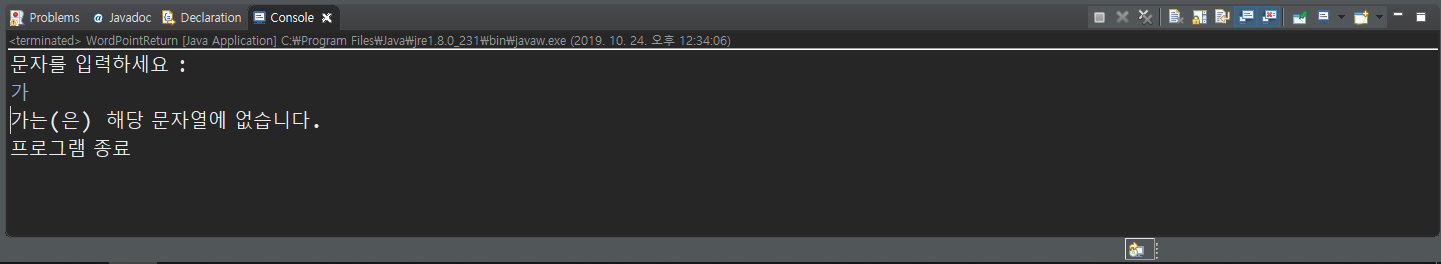 Problems @ Javadoc Declaration Console
<terminated> WordPointReturn [Java Application] C:₩Program Files₩Java₩jre1.8.0_231₩bin₩javaw.exe (2019. 10. 24. 오후 12:34:06)
문자를 입력하세요 :
가
가는(은) 해당 문자열에 없습니다.
프로그램 종료